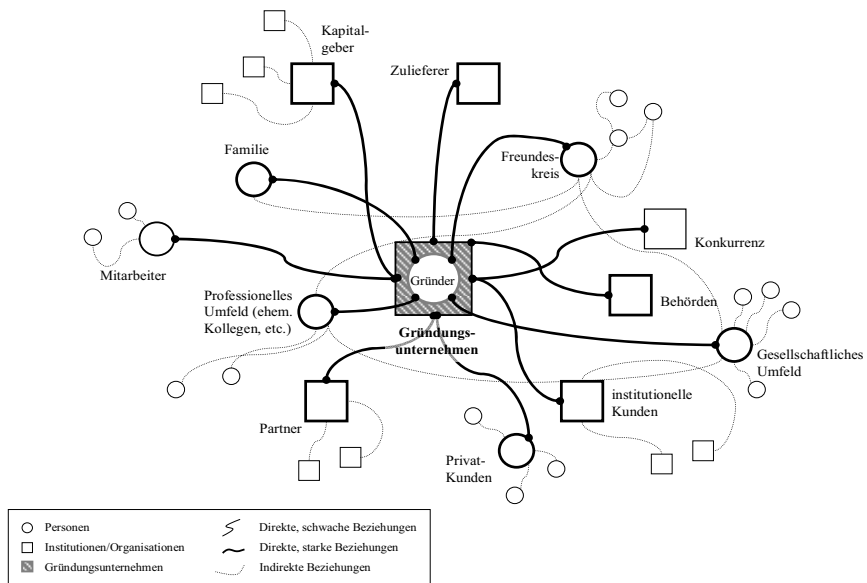 Kapital-
geber
Zulieferer
Familie
Freundes-
kreis
Mitarbeiter
Konkurrenz
Gründer
Professionelles
Umfeld (ehem.
Kollegen, etc.)
Behörden
Gründungs-
unternehmen
Gesellschaftliches
Umfeld
Partner
institutionelle
Kunden
Privat-
Kunden
Personen
Institutionen/Organisationen
Gründungsunternehmen
Direkte, schwache Beziehungen
Direkte, starke Beziehungen
Indirekte Beziehungen